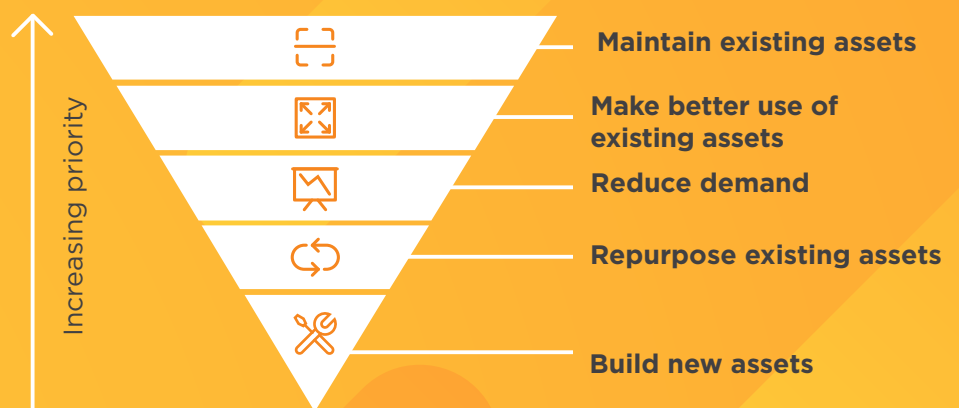 Increasing priority
Maintain existing assets
Make better use of
existing assets
Reduce demand
Repurpose existing assets
Build new assets